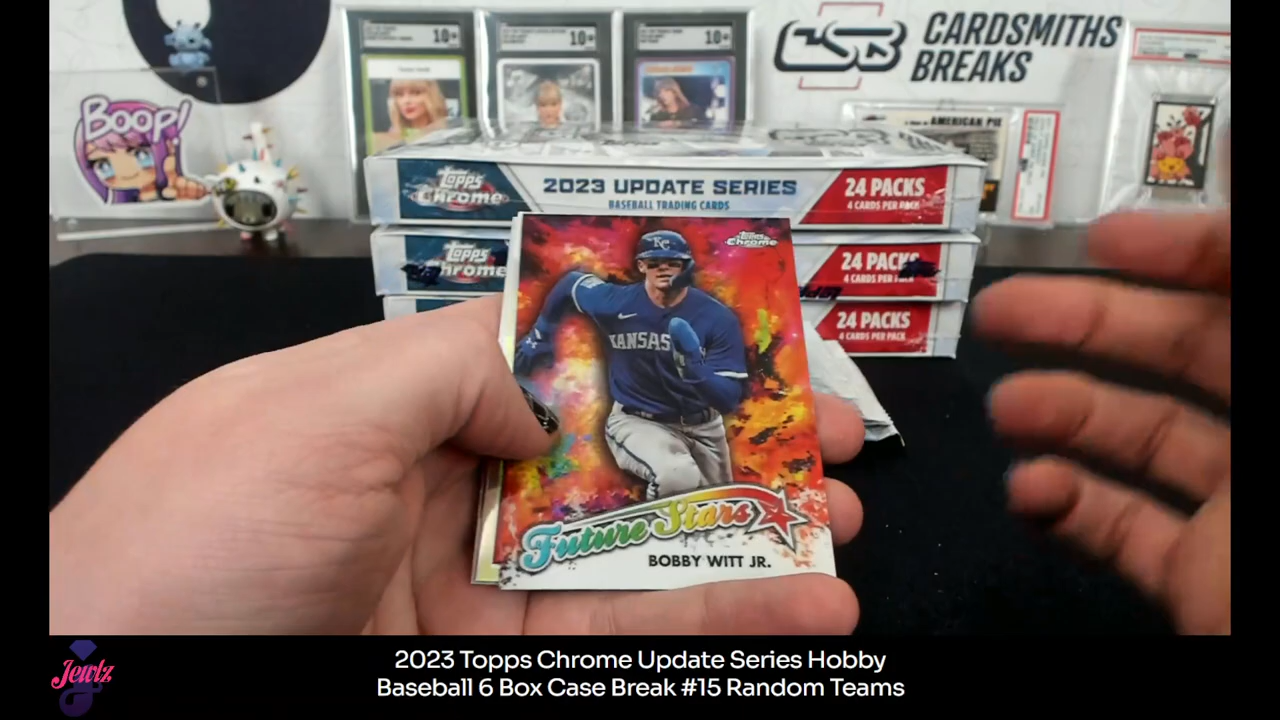 10
10
10
CSB
CARDSMITHS
BREAKS
BOOP!
AMERICAN PIE
Topps
Chrome
2023 UPDATE SERIES
BASEBALL TRADING CARDS
24 PACKS
4 CARDS PER PACK
Topps
Chrome
24 PACKS
4 CARDS PER PACK
24 PACKS
4 CARDS PER PACK
Topps
Chrome
KC
KANSAS
Future Stars
BOBBY WITT JR.
Jewlz
2023 Topps Chrome Update Series Hobby
Baseball 6 Box Case Break #15 Random Teams